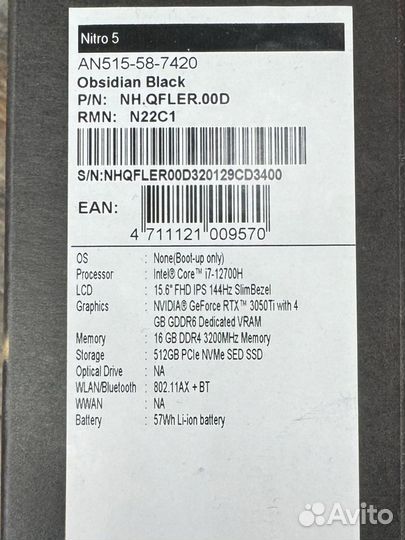 Nitro 5
AN515-58-7420
Obsidian Black
P/N: NH.QFLER.00D
RMN: N22C1
S/N:NHQFLER00D320129CD3400
EAN:
4 711121 009570
OS : None(Boot-up only)
Processor : Intel® Core™ i7-12700H
LCD : 15.6" FHD IPS 144Hz SlimBezel
Graphics : NVIDIA® GeForce RTX™ 3050Ti with 4
GB GDDR6 Dedicated VRAM
Memory : 16 GB DDR4 3200MHz Memory
Storage : 512GB PCIe NVMe SED SSD
Optical Drive : NA
WLAN/Bluetooth : 802.11AX + BT
WWAN : NA
Battery : 57Wh Li-ion battery
Avito